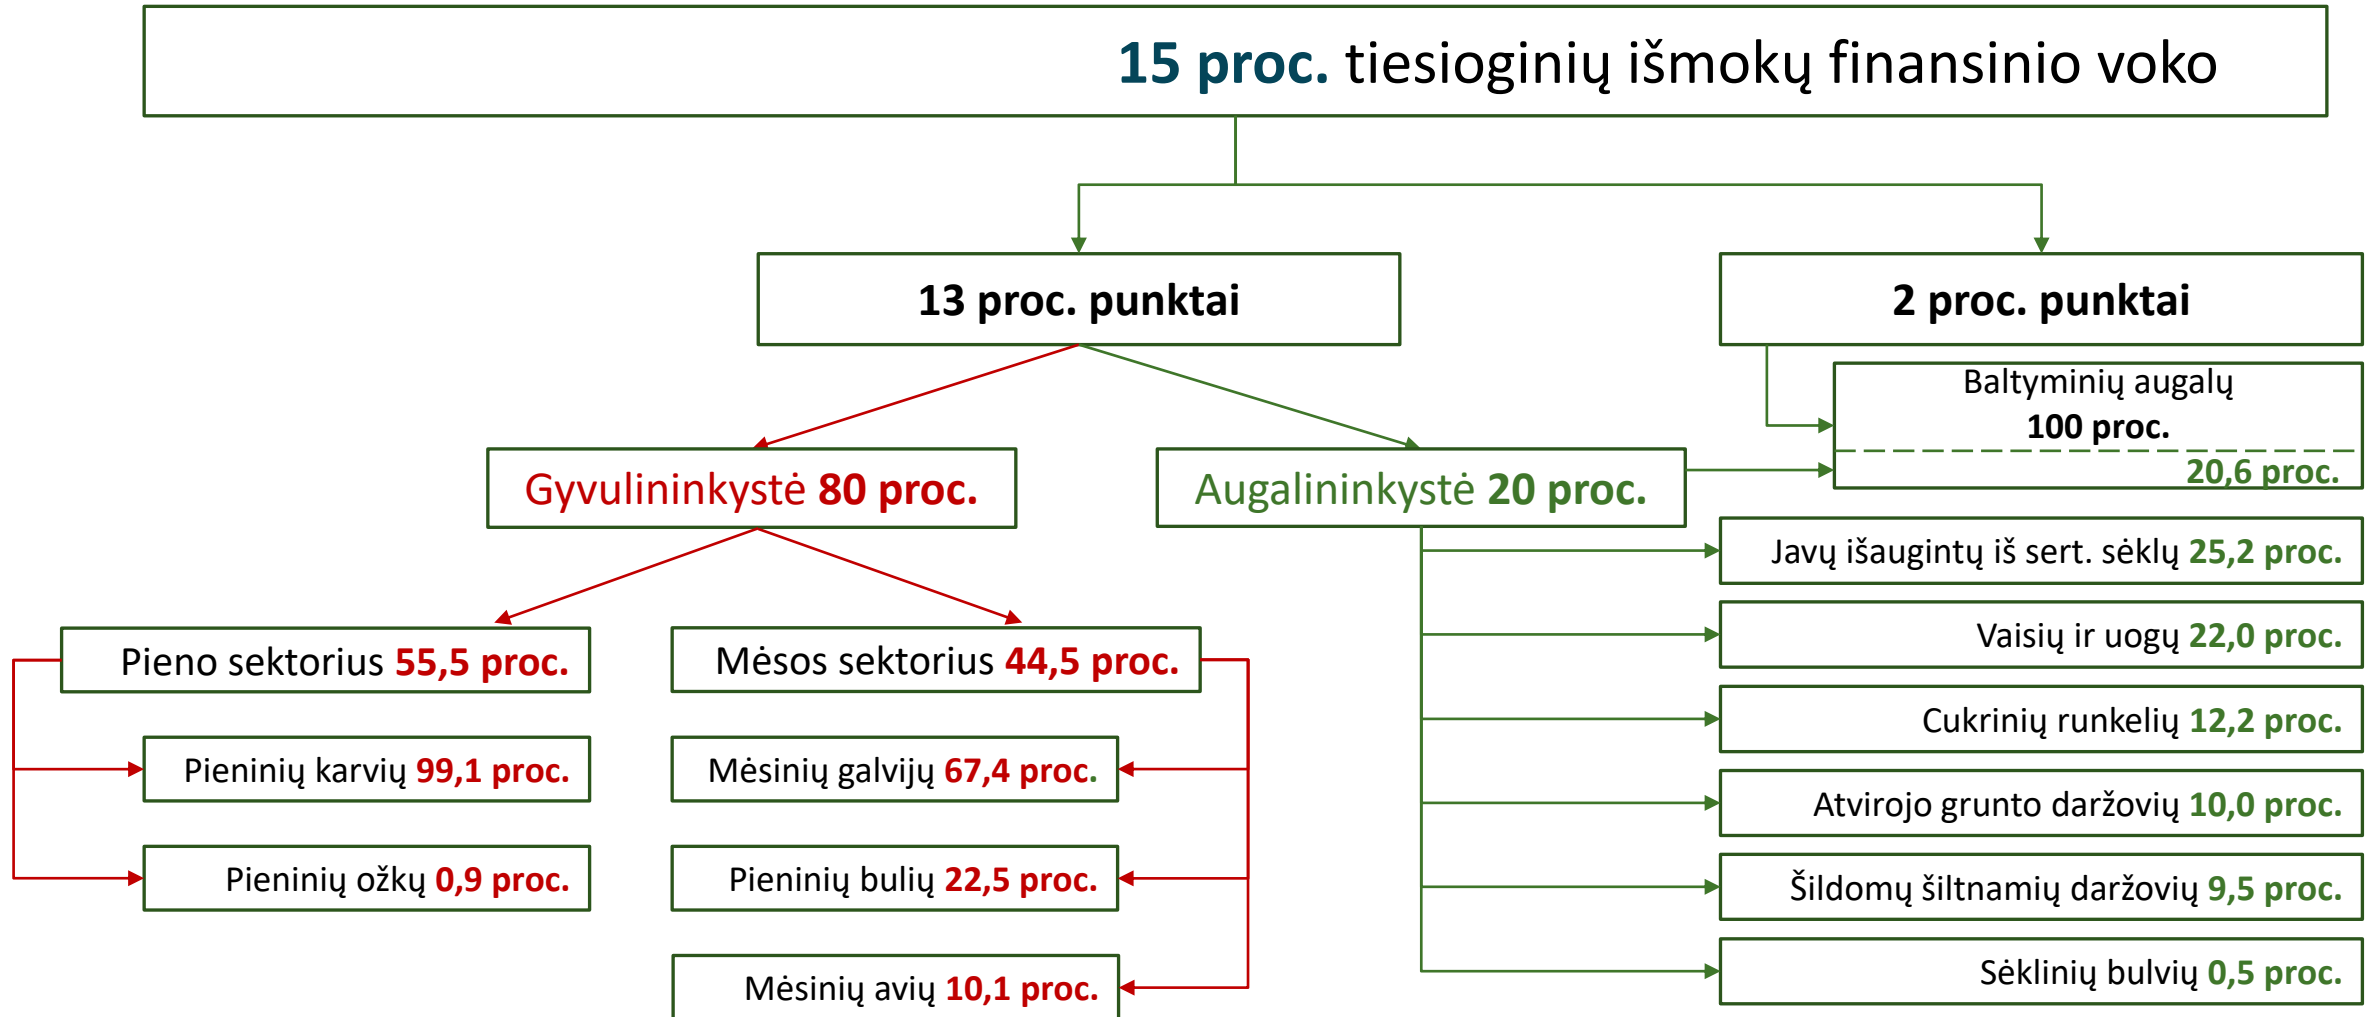 15 proc. tiesioginių išmokų finansinio voko
13 proc. punktai
2 proc. punktai
Baltyminių augalų
100 proc.
20,6 proc.
Gyvulininkystė 80 proc.
Augalininkystė 20 proc.
Javų išaugintų iš sert. sėklų 25,2 proc.
Vaisių ir uogų 22,0 proc.
Cukrinių runkelių 12,2 proc.
Atvirojo grunto daržovių 10,0 proc.
Šildomų šiltnamių daržovių 9,5 proc.
Sėklinių bulvių 0,5 proc.
Pieno sektorius 55,5 proc.
Pieninių karvių 99,1 proc.
Pieninių ožkų 0,9 proc.
Mėsos sektorius 44,5 proc.
Mėsinių galvijų 67,4 proc.
Pieninių bulių 22,5 proc.
Mėsinių avių 10,1 proc.